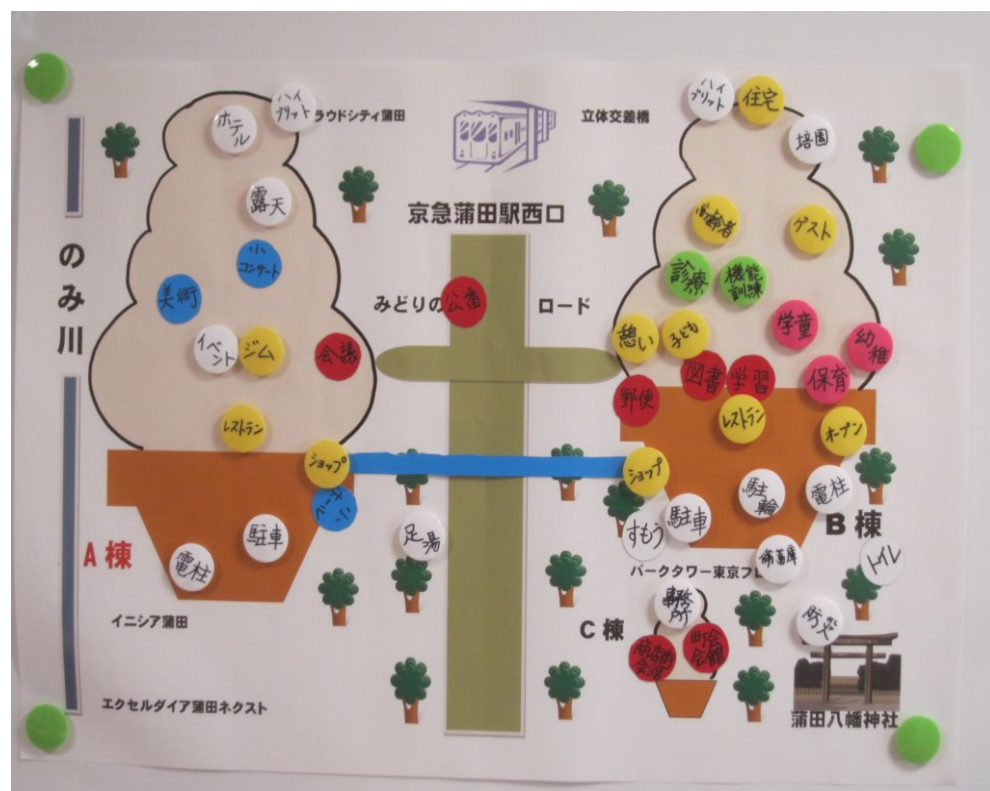 ハイ
ブリット
ラウドシティ蒲田
ホ
テル
立体交差橋
ハイ
ブリット
住宅
培園
露天
京急蒲田駅西口
高齢者
ゲスト
のみ川
小
コンサート
美術
診療
機能
訓練
みどりの
公番
ロード
学童
イベ
ント
ジム
会議
憩い
子ども
幼
稚
図書
学習
保育
郵便
レストラン
レストラン
オープン
ショップ
ショップ
駐
輪
電柱
B棟
駐車
足
湯
すもう
駐車
A棟
電柱
備蓄庫
トイレ
パークタワー東京フ
イニシア蒲田
事務
所
C棟
町会
会館
貯水
エクセルダイア蒲田ネクスト
蒲田八幡神社